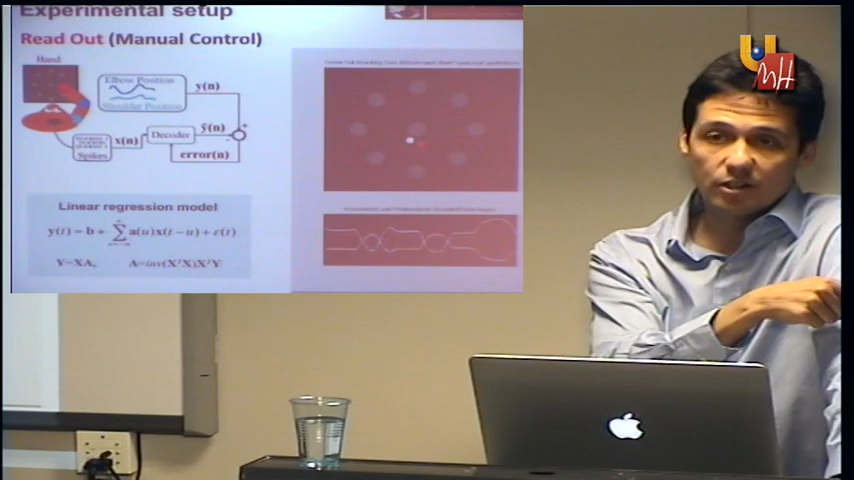 Experimental setup
Read Out (Manual Control)
Hand
Elbow Position
Shoulder Position
y(n)
x(n)
Decoder
ŷ(n)
+
-
Spikes
error(n)
Linear regression model
y(t) = b + ∑ a(u)x(t − u) + ε(t)
Y=XA,
A=inv(XᵀX)XᵀY
U
MH